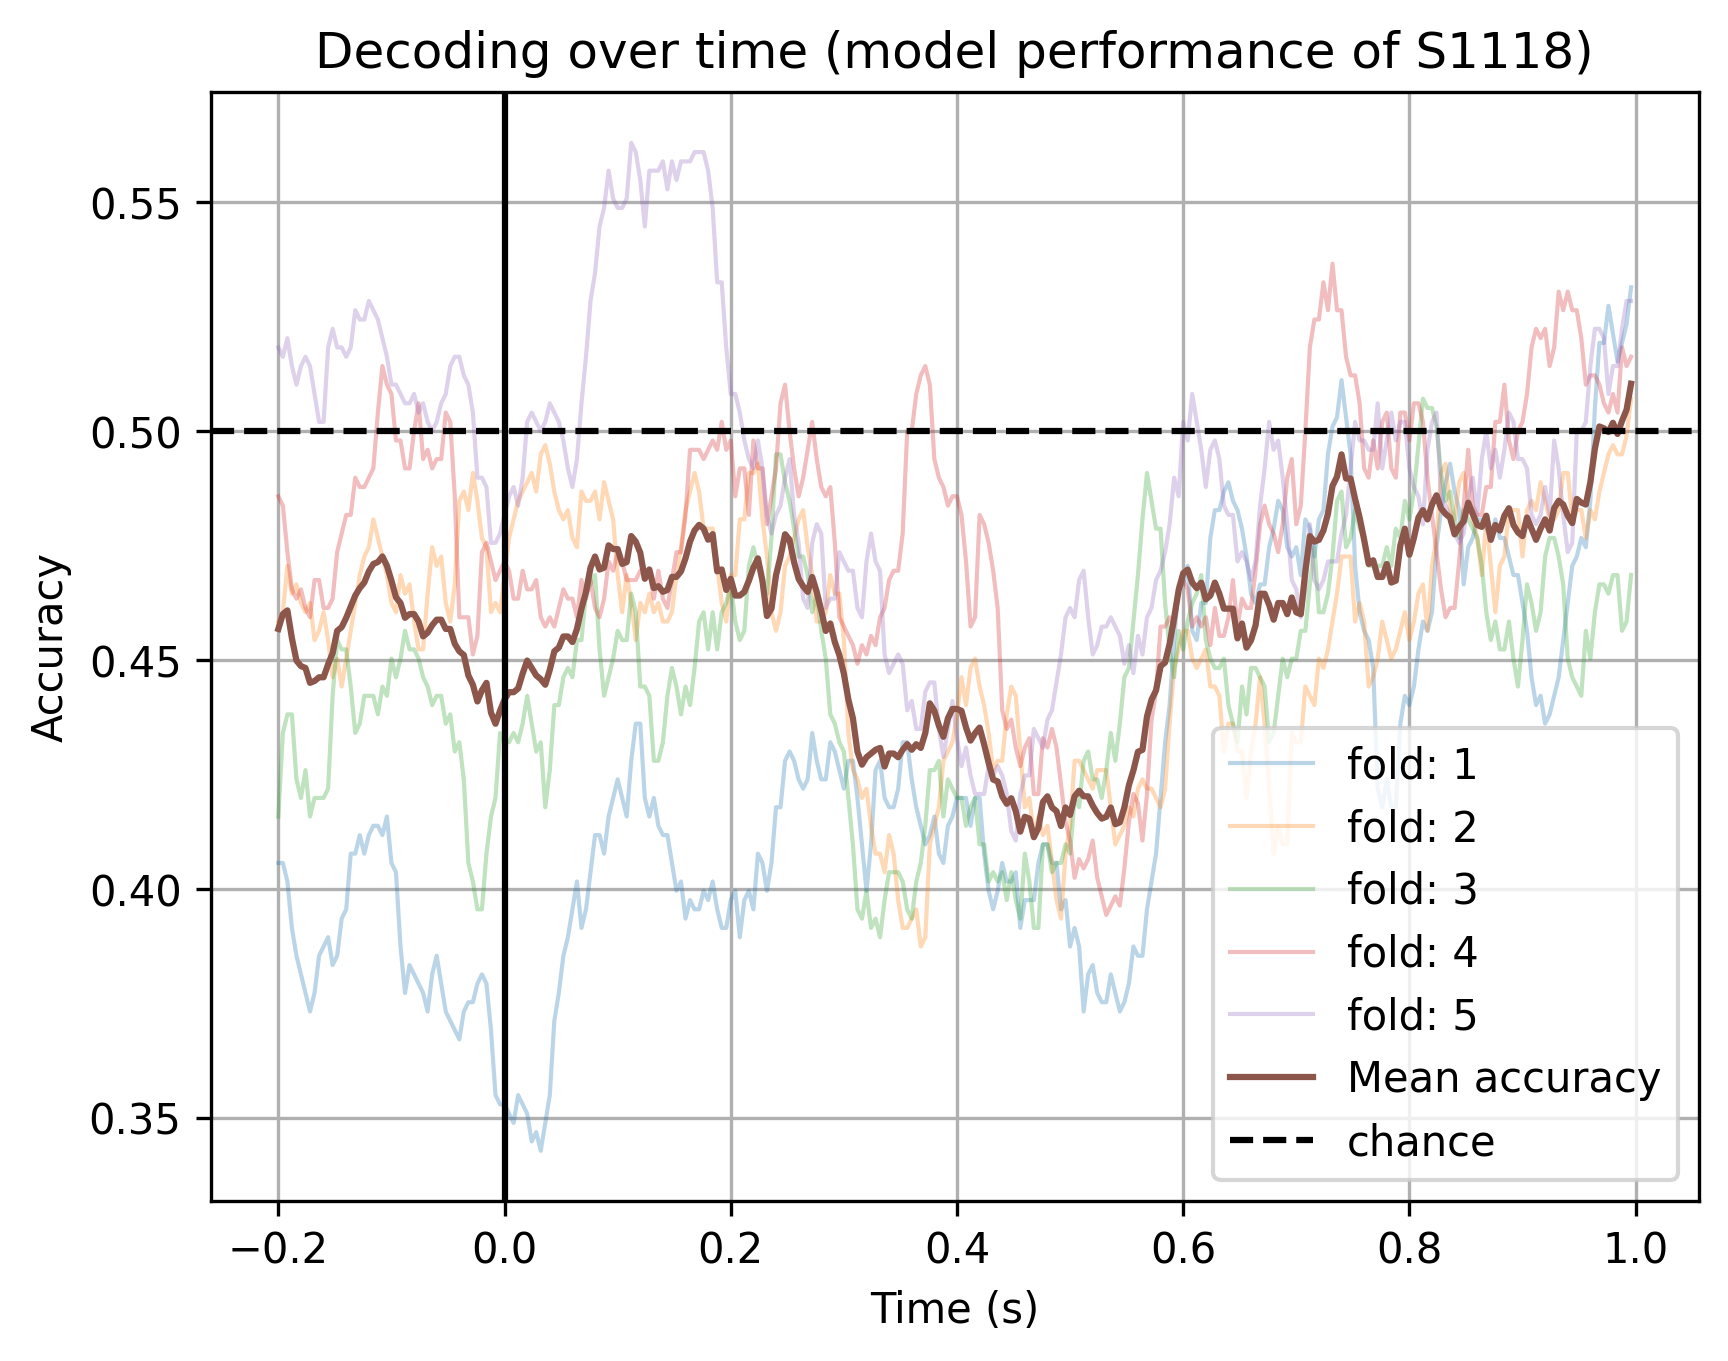 Decoding over time (model performance of S1118)
Accuracy
0.55
0.50
0.45
0.40
0.35
−0.2
0.0
0.2
0.4
0.6
0.8
1.0
Time (s)
fold: 1
fold: 2
fold: 3
fold: 4
fold: 5
Mean accuracy
chance